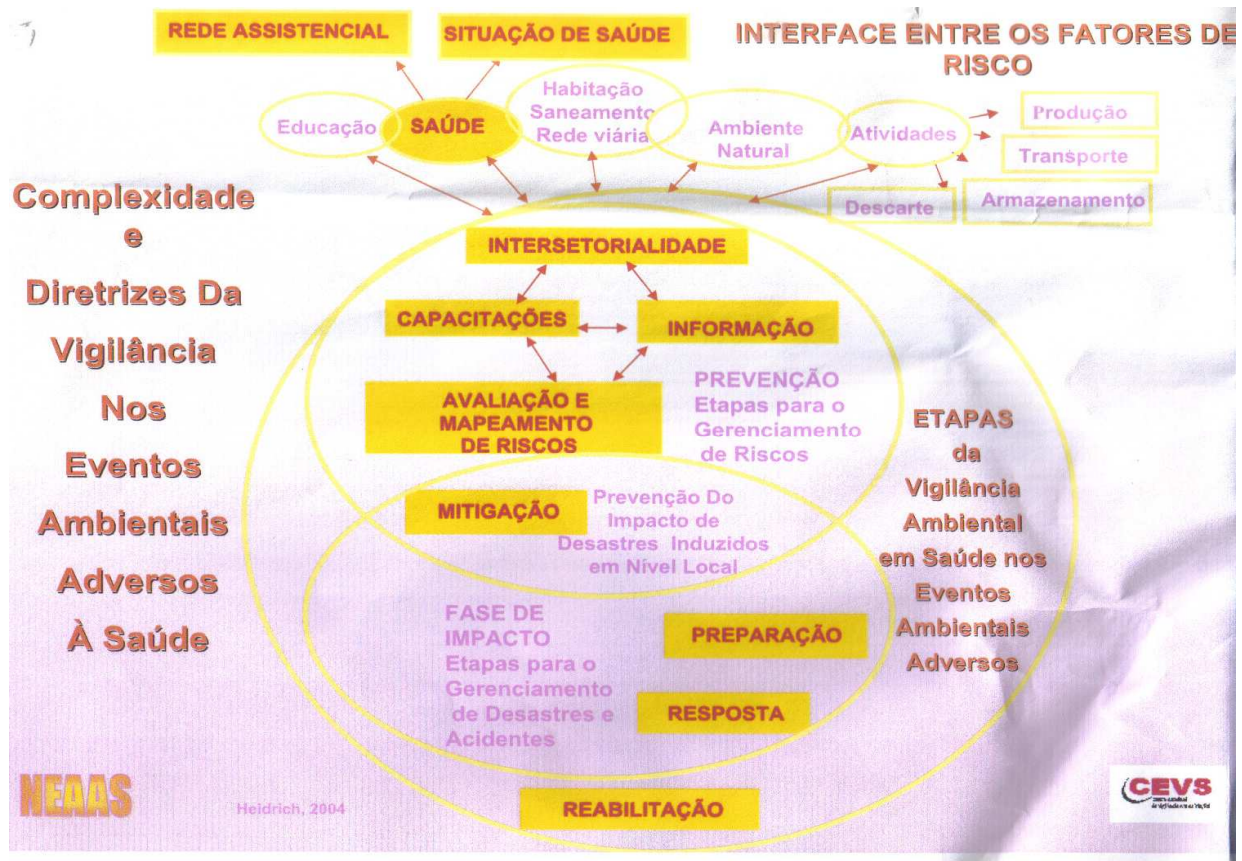 REDE ASSISTENCIAL
SITUAÇÃO DE SAÚDE
INTERFACE ENTRE OS FATORES DE
RISCO
Educação
SAÚDE
Habitação
Saneamento
Rede viária
Ambiente
Natural
Atividades
Produção
Transporte
Armazenamento
Descarte
Complexidade
e
Diretrizes Da
Vigilância
Nos
Eventos
Ambientais
Adversos
À Saúde
INTERSETORIALIDADE
CAPACITAÇÕES
INFORMAÇÃO
AVALIAÇÃO E
MAPEAMENTO
DE RISCOS
PREVENÇÃO
Etapas para o
Gerenciamento
de Riscos
MITIGAÇÃO
Prevenção Do
Impacto de
Desastres Induzidos
em Nível Local
FASE DE
IMPACTO
Etapas para o
Gerenciamento
de Desastres e
Acidentes
PREPARAÇÃO
RESPOSTA
REABILITAÇÃO
ETAPAS
da
Vigilância
Ambiental
em Saúde nos
Eventos
Ambientais
Adversos
NEAAS
Heidrich, 2004
CEVS